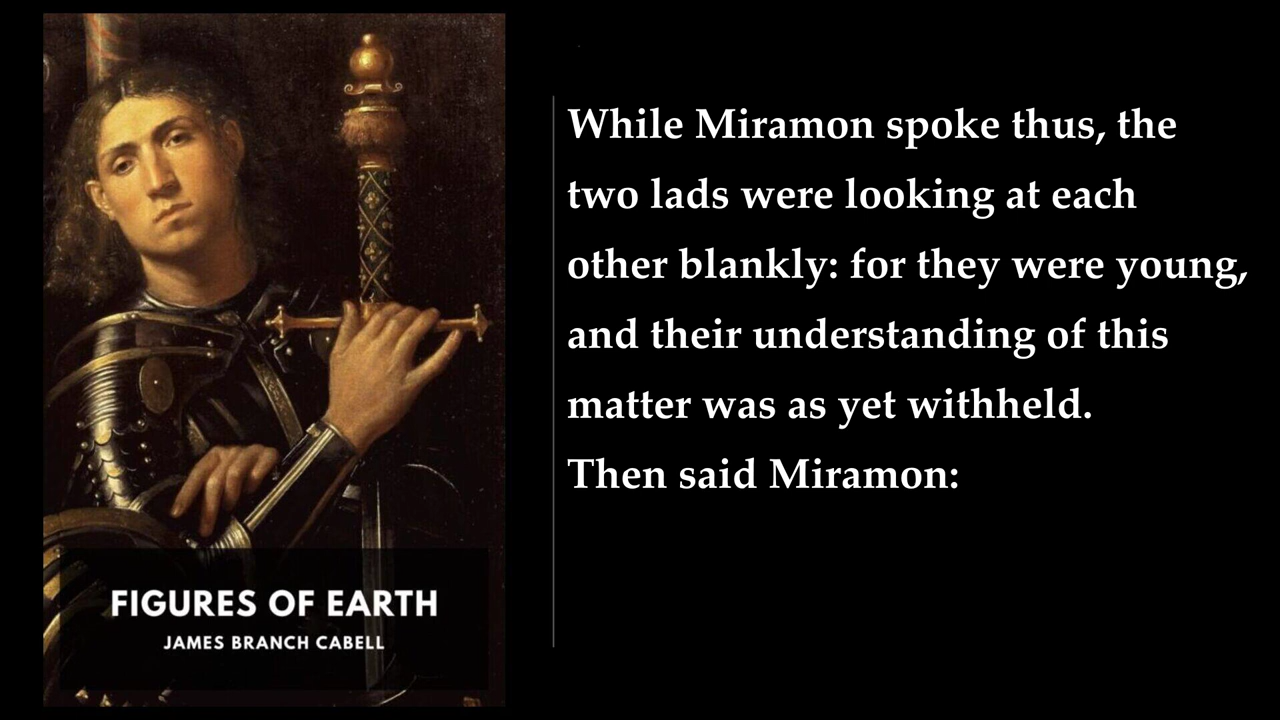 While Miramon spoke thus, the
two lads were looking at each
other blankly: for they were young,
and their understanding of this
matter was as yet withheld.
Then said Miramon:
FIGURES OF EARTH
JAMES BRANCH CABELL